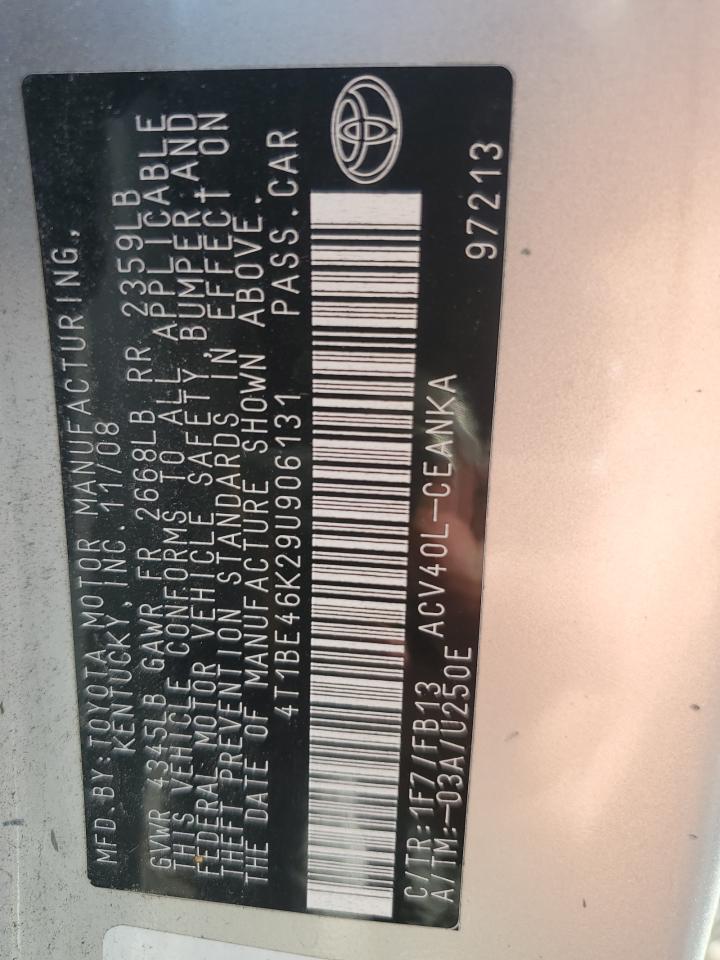 MFD.BY:TOYOTA MOTOR MANUFACTURING,
KENTUCKY, INC. 11/08
GVWR 4345LB GAWR FR 2668LB RR 2359LB
THIS VEHICLE CONFORMS TO ALL APPLICABLE
FEDERAL MOTOR VEHICLE SAFETY, BUMPER AND
THEFT PREVENTION STANDARDS IN EFFECT ON
THE DATE OF MANUFACTURE SHOWN ABOVE.
4T1BE46K29U906131 PASS.CAR
C/TR:1F7/FB13 ACV40L-CEANKA
A/TM:-03A/U250E
97213